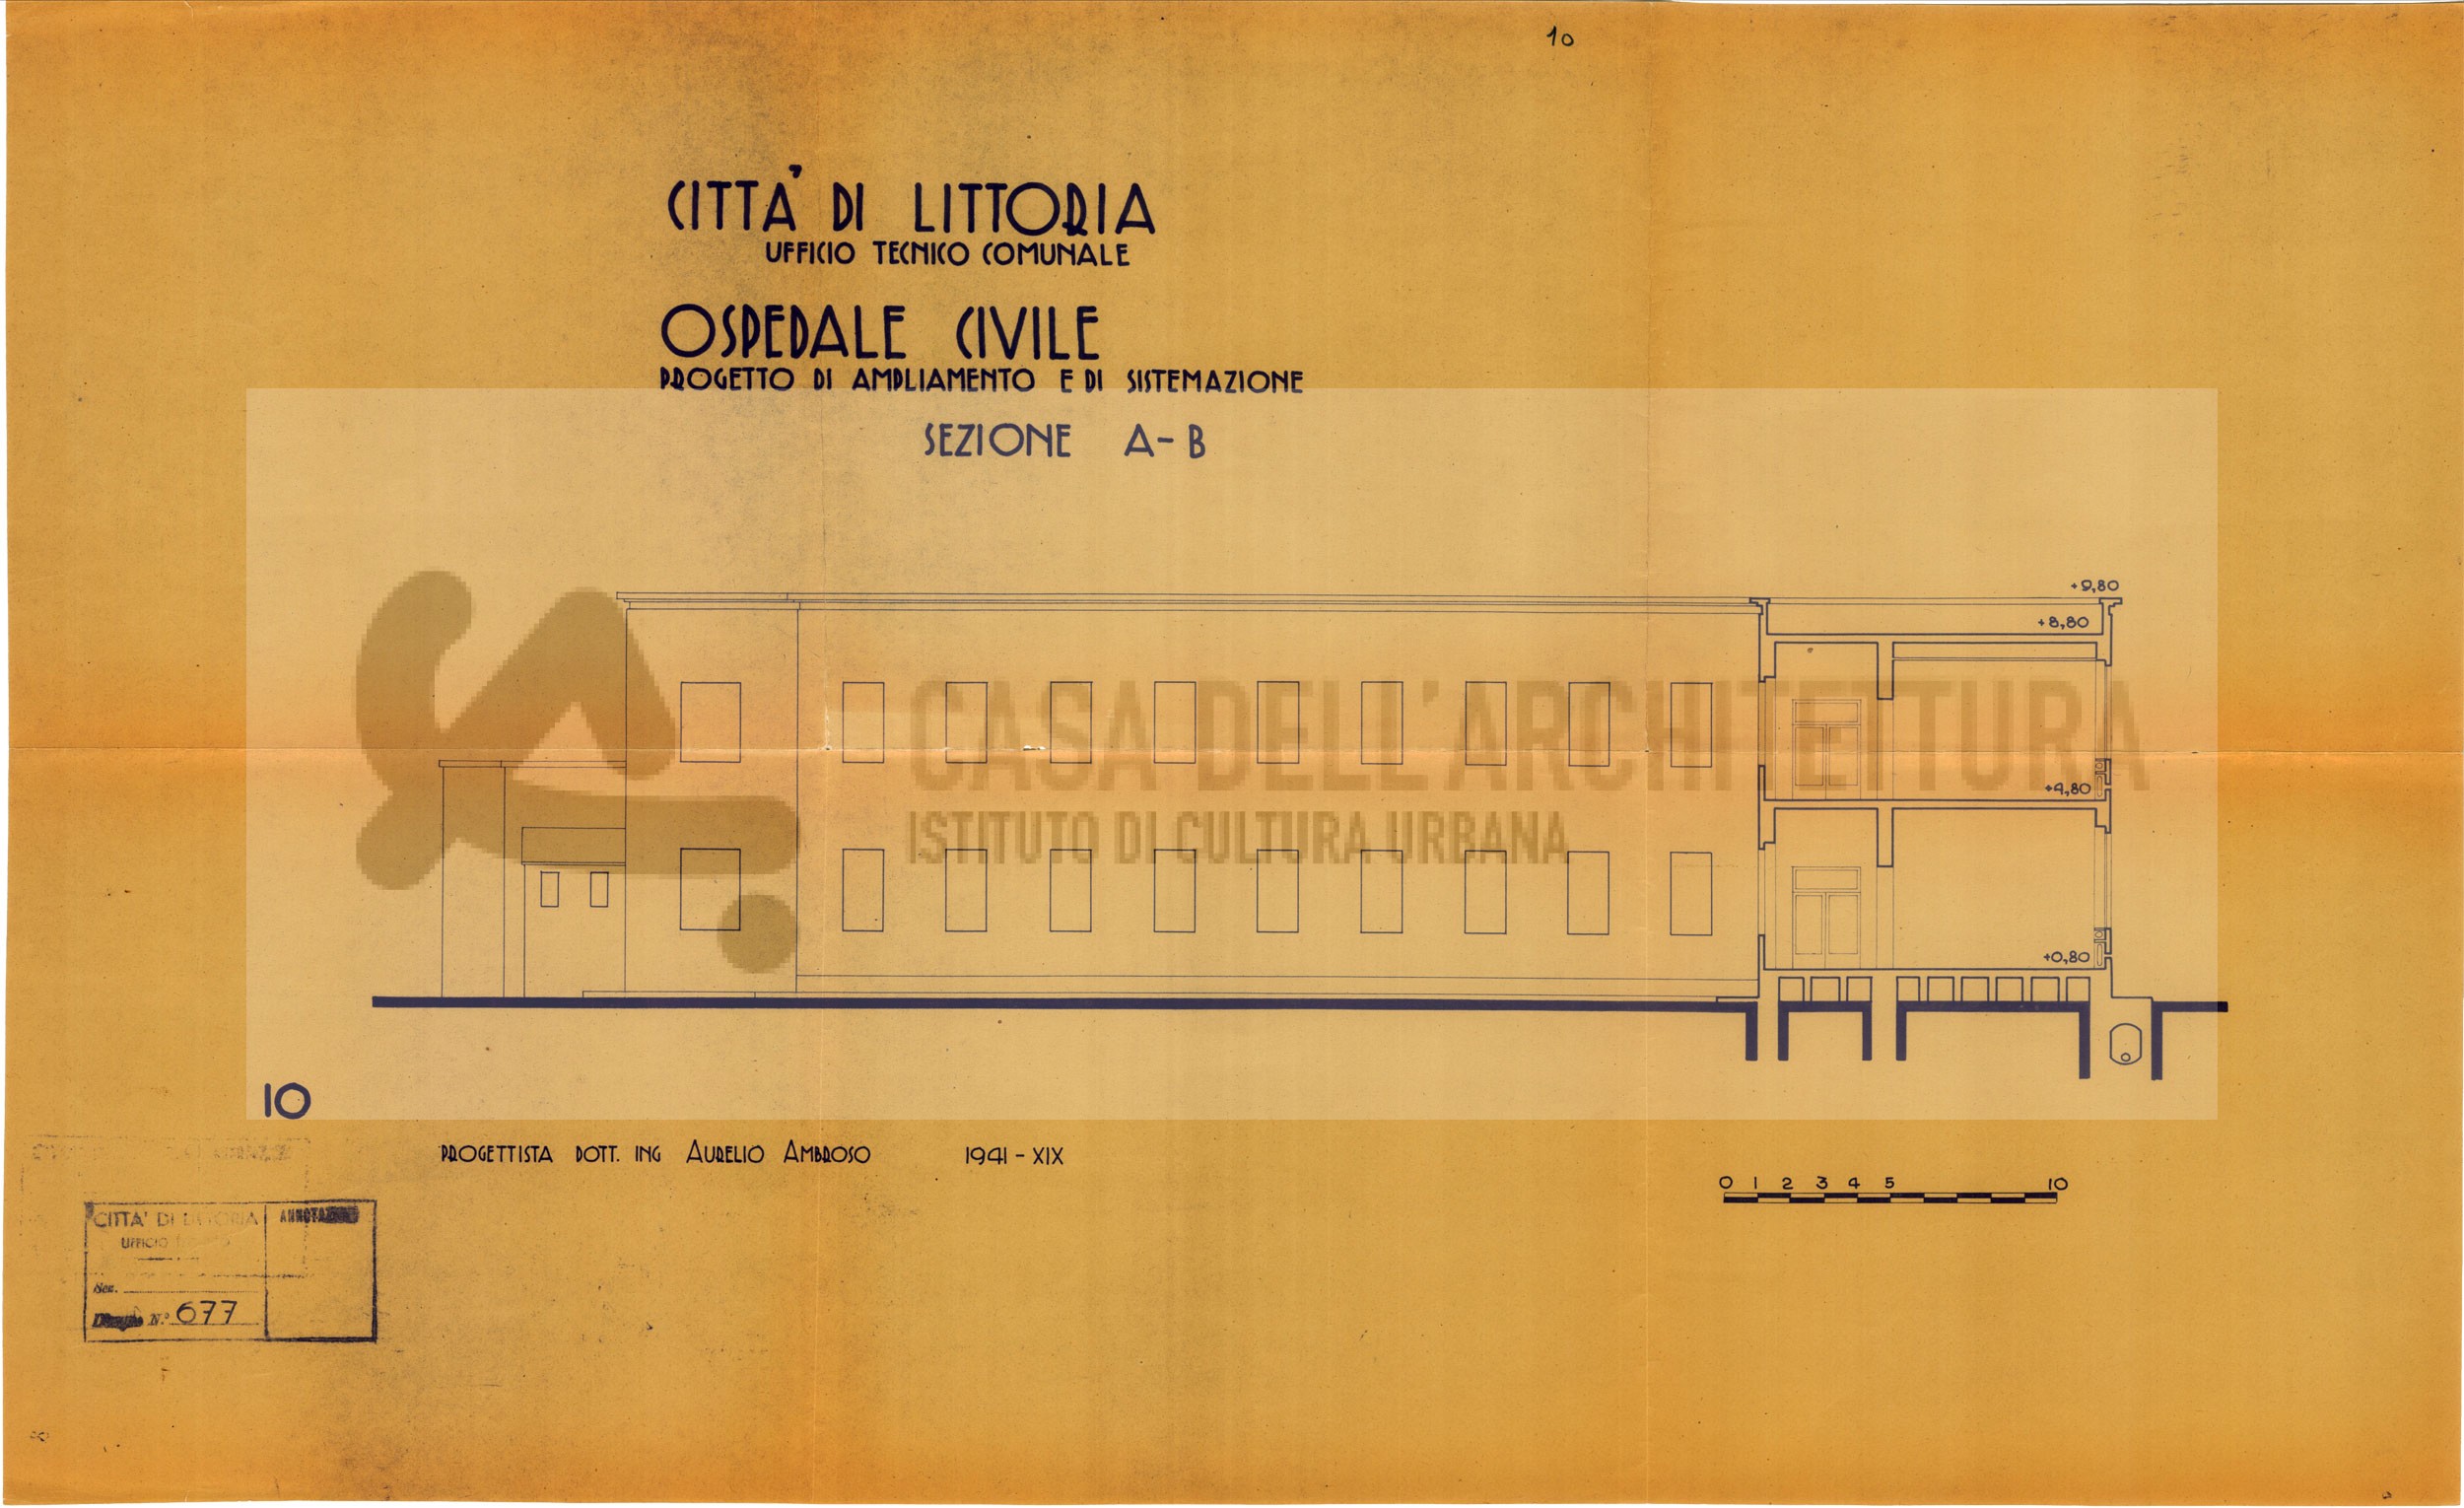 10
CITTA' DI LITTORIA
UFFICIO TECNICO COMUNALE
OSPEDALE CIVILE
PROGETTO DI AMPLIAMENTO E DI SISTEMAZIONE
SEZIONE A-B
+9,80
+8,80
CASA DELL'ARCHITETTURA
+4,80
ISTITUTO DI CULTURA URBANA
+0,80
10
PROGETTISTA DOTT. ING AURELIO AMBROSO 1941-XIX
0 1 2 3 4 5 10
CITTA' DI LITTORIA
UFFICIO
Sez.
N.° 677